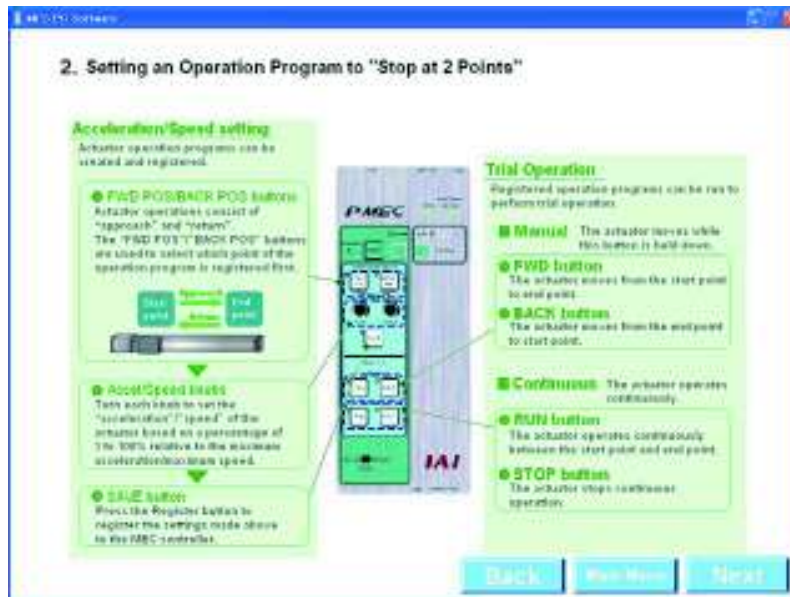 MEC PC Software
2. Setting an Operation Program to "Stop at 2 Points"
Acceleration/Speed setting
Actuator operation programs can be
created and registered.
FWD POS/BACK POS buttons
Actuator operations consist of
"approach" and "return".
The "FWD POS"/"BACK POS" buttons
are used to select which point of the
operation program is registered first.
Start
point
Approach
Return
End
point
Accel/Speed knobs
Turn each knob to set the
"acceleration"/"speed" of the
actuator based on a percentage of
1 to 100% relative to the maximum
acceleration/maximum speed.
SAVE button
Press the Register button to
register the settings made above
to the MEC controller.
PMEC
IAI
Trial Operation
Registered operation programs can be run to
perform trial operation.
Manual The actuator moves while
this button is held down.
FWD button
The actuator moves from the start point
to end point.
BACK button
The actuator moves from the end point
to start point.
Continuous The actuator operates
continuously.
RUN button
The actuator operates continuously
between the start point and end point.
STOP button
The actuator stops continuous
operation.
Back
Main Menu
Next